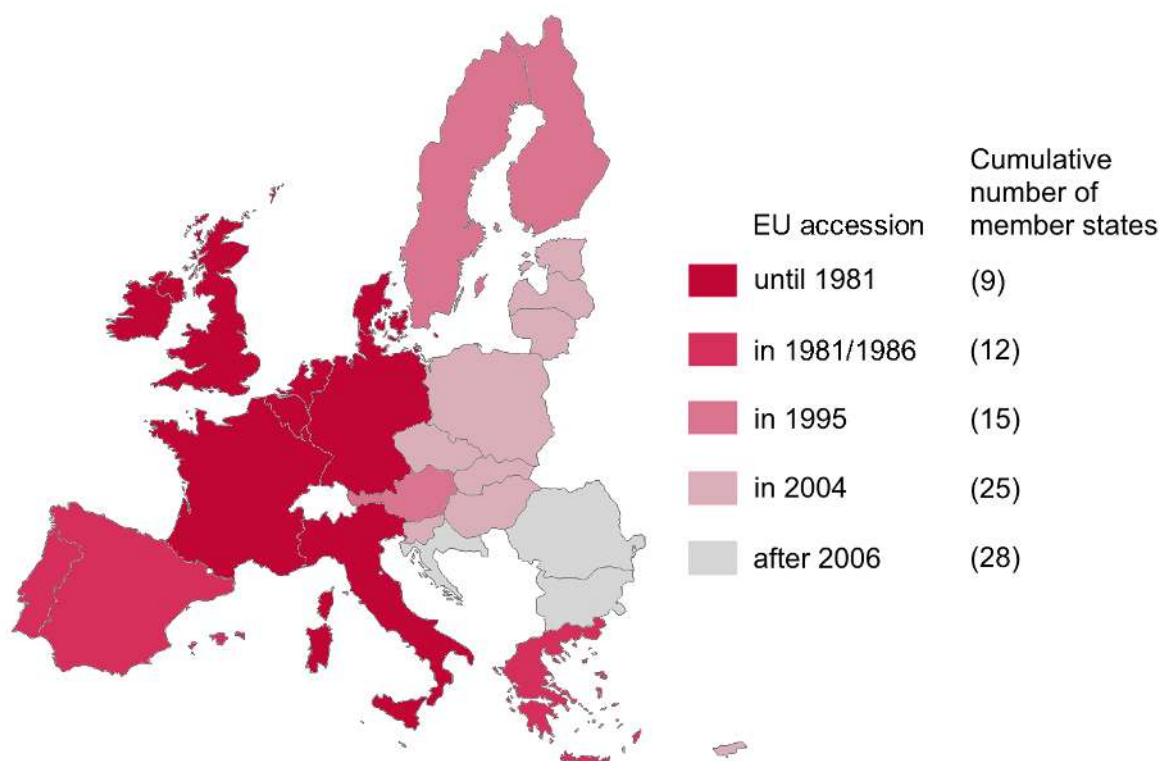 Cumulative
number of
EU accession member states
until 1981 (9)
in 1981/1986 (12)
in 1995 (15)
in 2004 (25)
after 2006 (28)